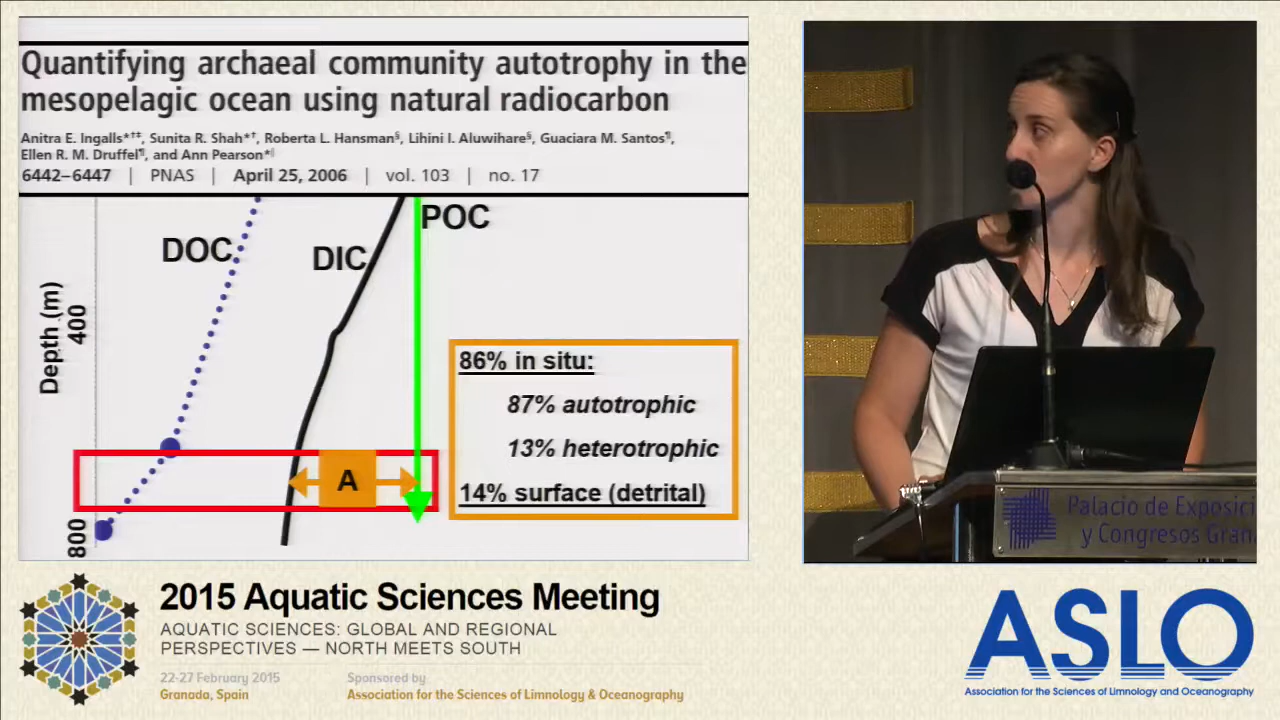 Quantifying archaeal community autotrophy in the
mesopelagic ocean using natural radiocarbon
Anitra E. Ingalls*†‡, Sunita R. Shah*†, Roberta L. Hansman§, Lihini I. Aluwihare§, Guaciara M. Santos¶,
Ellen R. M. Druffel¶, and Ann Pearson*‖
6442–6447 | PNAS | April 25, 2006 | vol. 103 | no. 17
POC
DOC
DIC
Depth (m)
400
800
A
86% in situ:
87% autotrophic
13% heterotrophic
14% surface (detrital)
Palacio de Exposici
y Congresos Gran
2015 Aquatic Sciences Meeting
AQUATIC SCIENCES: GLOBAL AND REGIONAL
PERSPECTIVES — NORTH MEETS SOUTH
22-27 February 2015
Granada, Spain
Sponsored by
Association for the Sciences of Limnology & Oceanography
ASLO
Association for the Sciences of Limnology and Oceanography